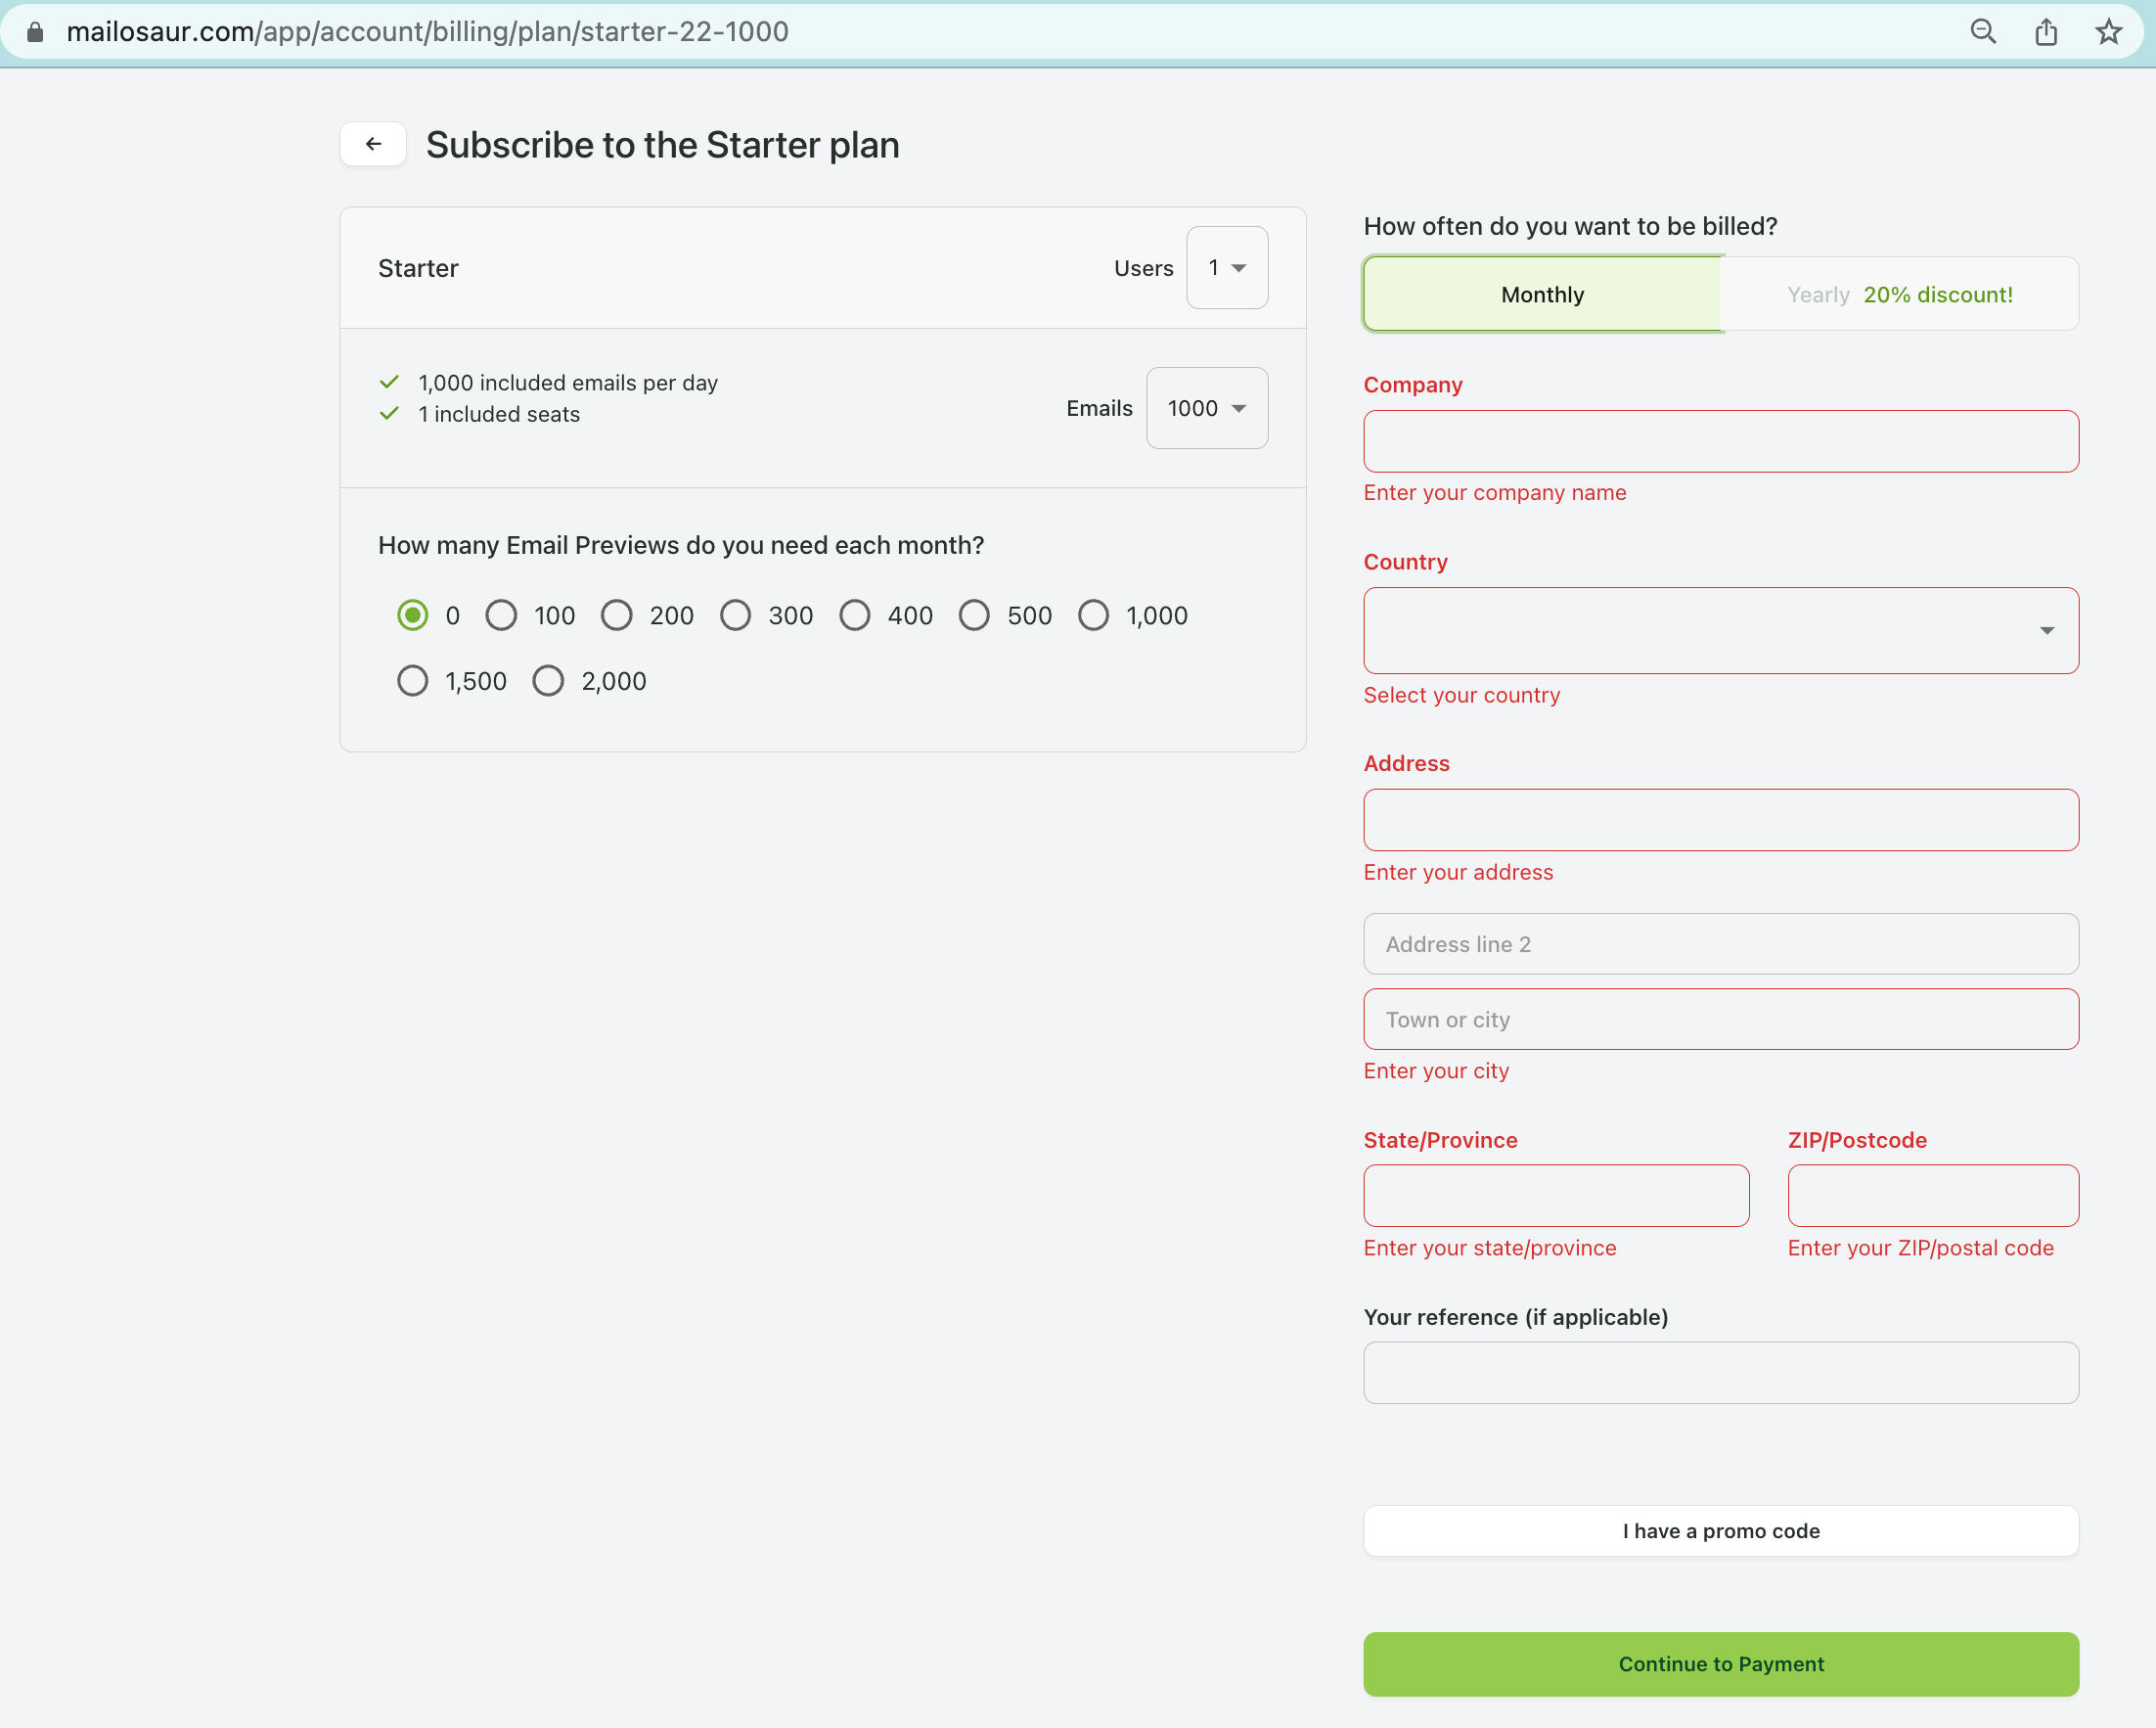 mailosaur.com/app/account/billing/plan/starter-22-1000
Subscribe to the Starter plan
Starter
Users 1
1,000 included emails per day
1 included seats
Emails 1000
How many Email Previews do you need each month?
0 100 200 300 400 500 1,000
1,500 2,000
How often do you want to be billed?
Monthly Yearly 20% discount!
Company
Enter your company name
Country
Select your country
Address
Enter your address
Address line 2
Town or city
Enter your city
State/Province ZIP/Postcode
Enter your state/province Enter your ZIP/postal code
Your reference (if applicable)
I have a promo code
Continue to Payment